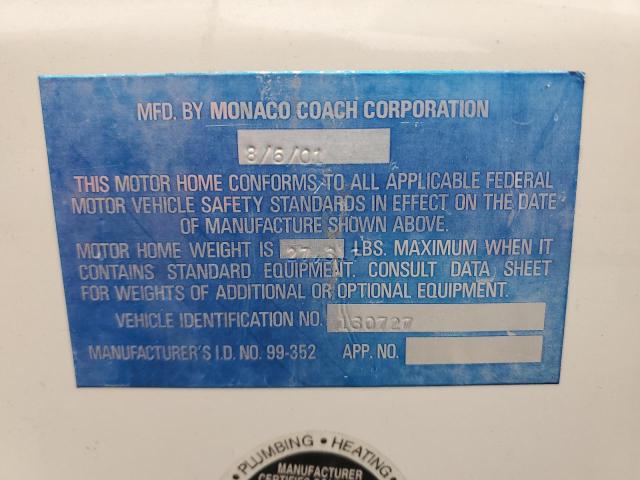 MFD. BY MONACO COACH CORPORATION
8/6/01
THIS MOTOR HOME CONFORMS TO ALL APPLICABLE FEDERAL
MOTOR VEHICLE SAFETY STANDARDS IN EFFECT ON THE DATE
OF MANUFACTURE SHOWN ABOVE.
MOTOR HOME WEIGHT IS LBS. MAXIMUM WHEN IT
CONTAINS STANDARD EQUIPMENT. CONSULT DATA SHEET
FOR WEIGHTS OF ADDITIONAL OR OPTIONAL EQUIPMENT.
VEHICLE IDENTIFICATION NO. 130727
MANUFACTURER'S I.D. NO. 99-352 APP. NO.
• PLUMBING • HEATING
MANUFACTURER